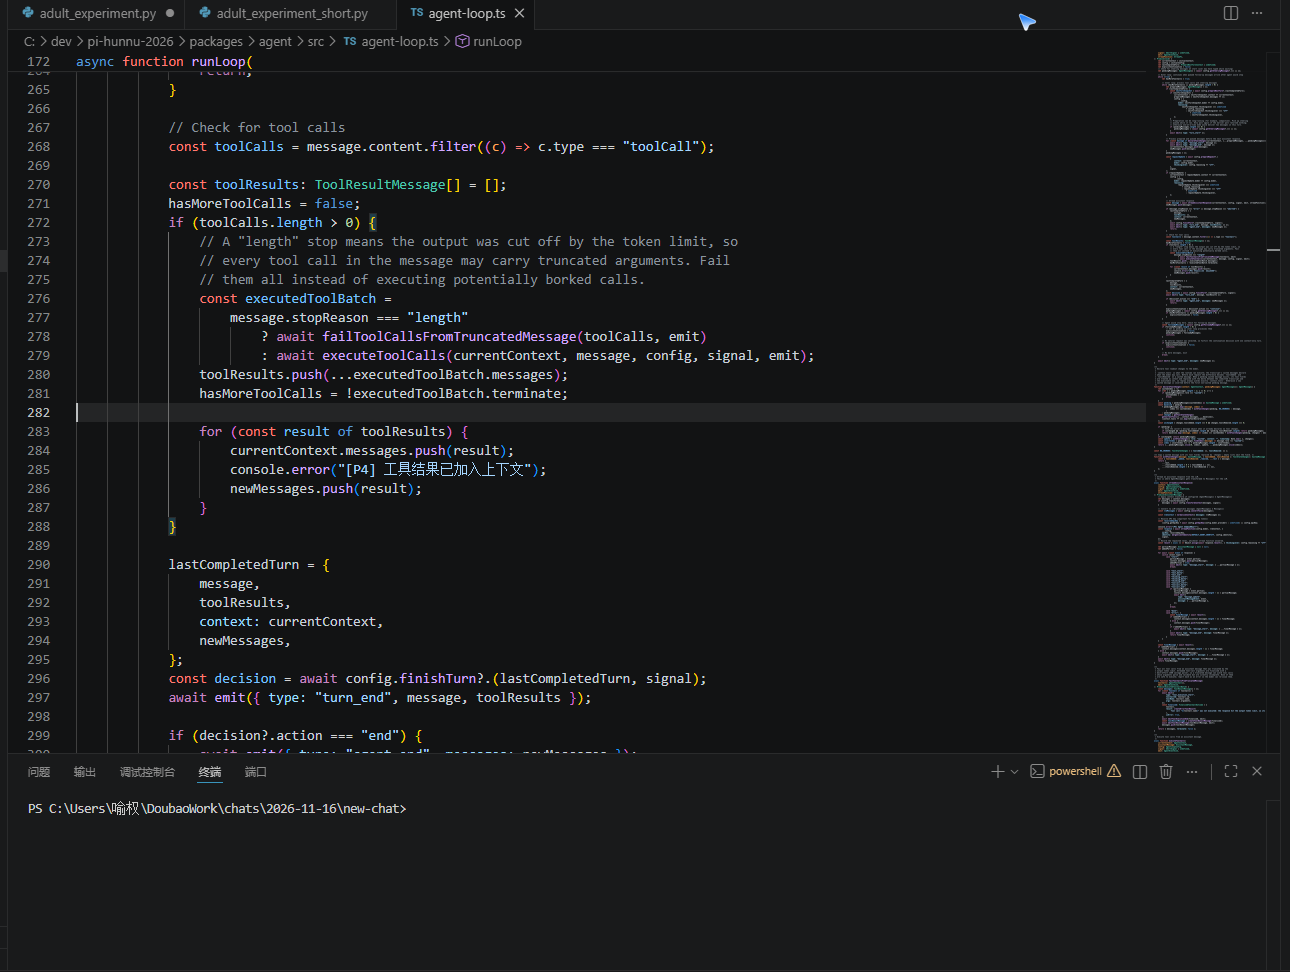 adult_experiment.py
adult_experiment_short.py
TS agent-loop.ts
C: > dev > pi-hunnu-2026 > packages > agent > src > TS agent-loop.ts > runLoop
172 async function runLoop(
265 }
266
267 // Check for tool calls
268 const toolCalls = message.content.filter((c) => c.type === "toolCall");
269
270 const toolResults: ToolResultMessage[] = [];
271 hasMoreToolCalls = false;
272 if (toolCalls.length > 0) {
273 // A "length" stop means the output was cut off by the token limit, so
274 // every tool call in the message may carry truncated arguments. Fail
275 // them all instead of executing potentially borked calls.
276 const executedToolBatch =
277 message.stopReason === "length"
278 ? await failToolCallsFromTruncatedMessage(toolCalls, emit)
279 : await executeToolCalls(currentContext, message, config, signal, emit);
280 toolResults.push(...executedToolBatch.messages);
281 hasMoreToolCalls = !executedToolBatch.terminate;
282
283 for (const result of toolResults) {
284 currentContext.messages.push(result);
285 console.error("[P4] 工具结果已加入上下文");
286 newMessages.push(result);
287 }
288 }
289
290 lastCompletedTurn = {
291 message,
292 toolResults,
293 context: currentContext,
294 newMessages,
295 };
296 const decision = await config.finishTurn?.(lastCompletedTurn, signal);
297 await emit({ type: "turn_end", message, toolResults });
298
299 if (decision?.action === "end") {
问题 输出 调试控制台 终端 端口
powershell
PS C:\Users\喻权\DoubaoWork\chats\2026-11-16\new-chat>